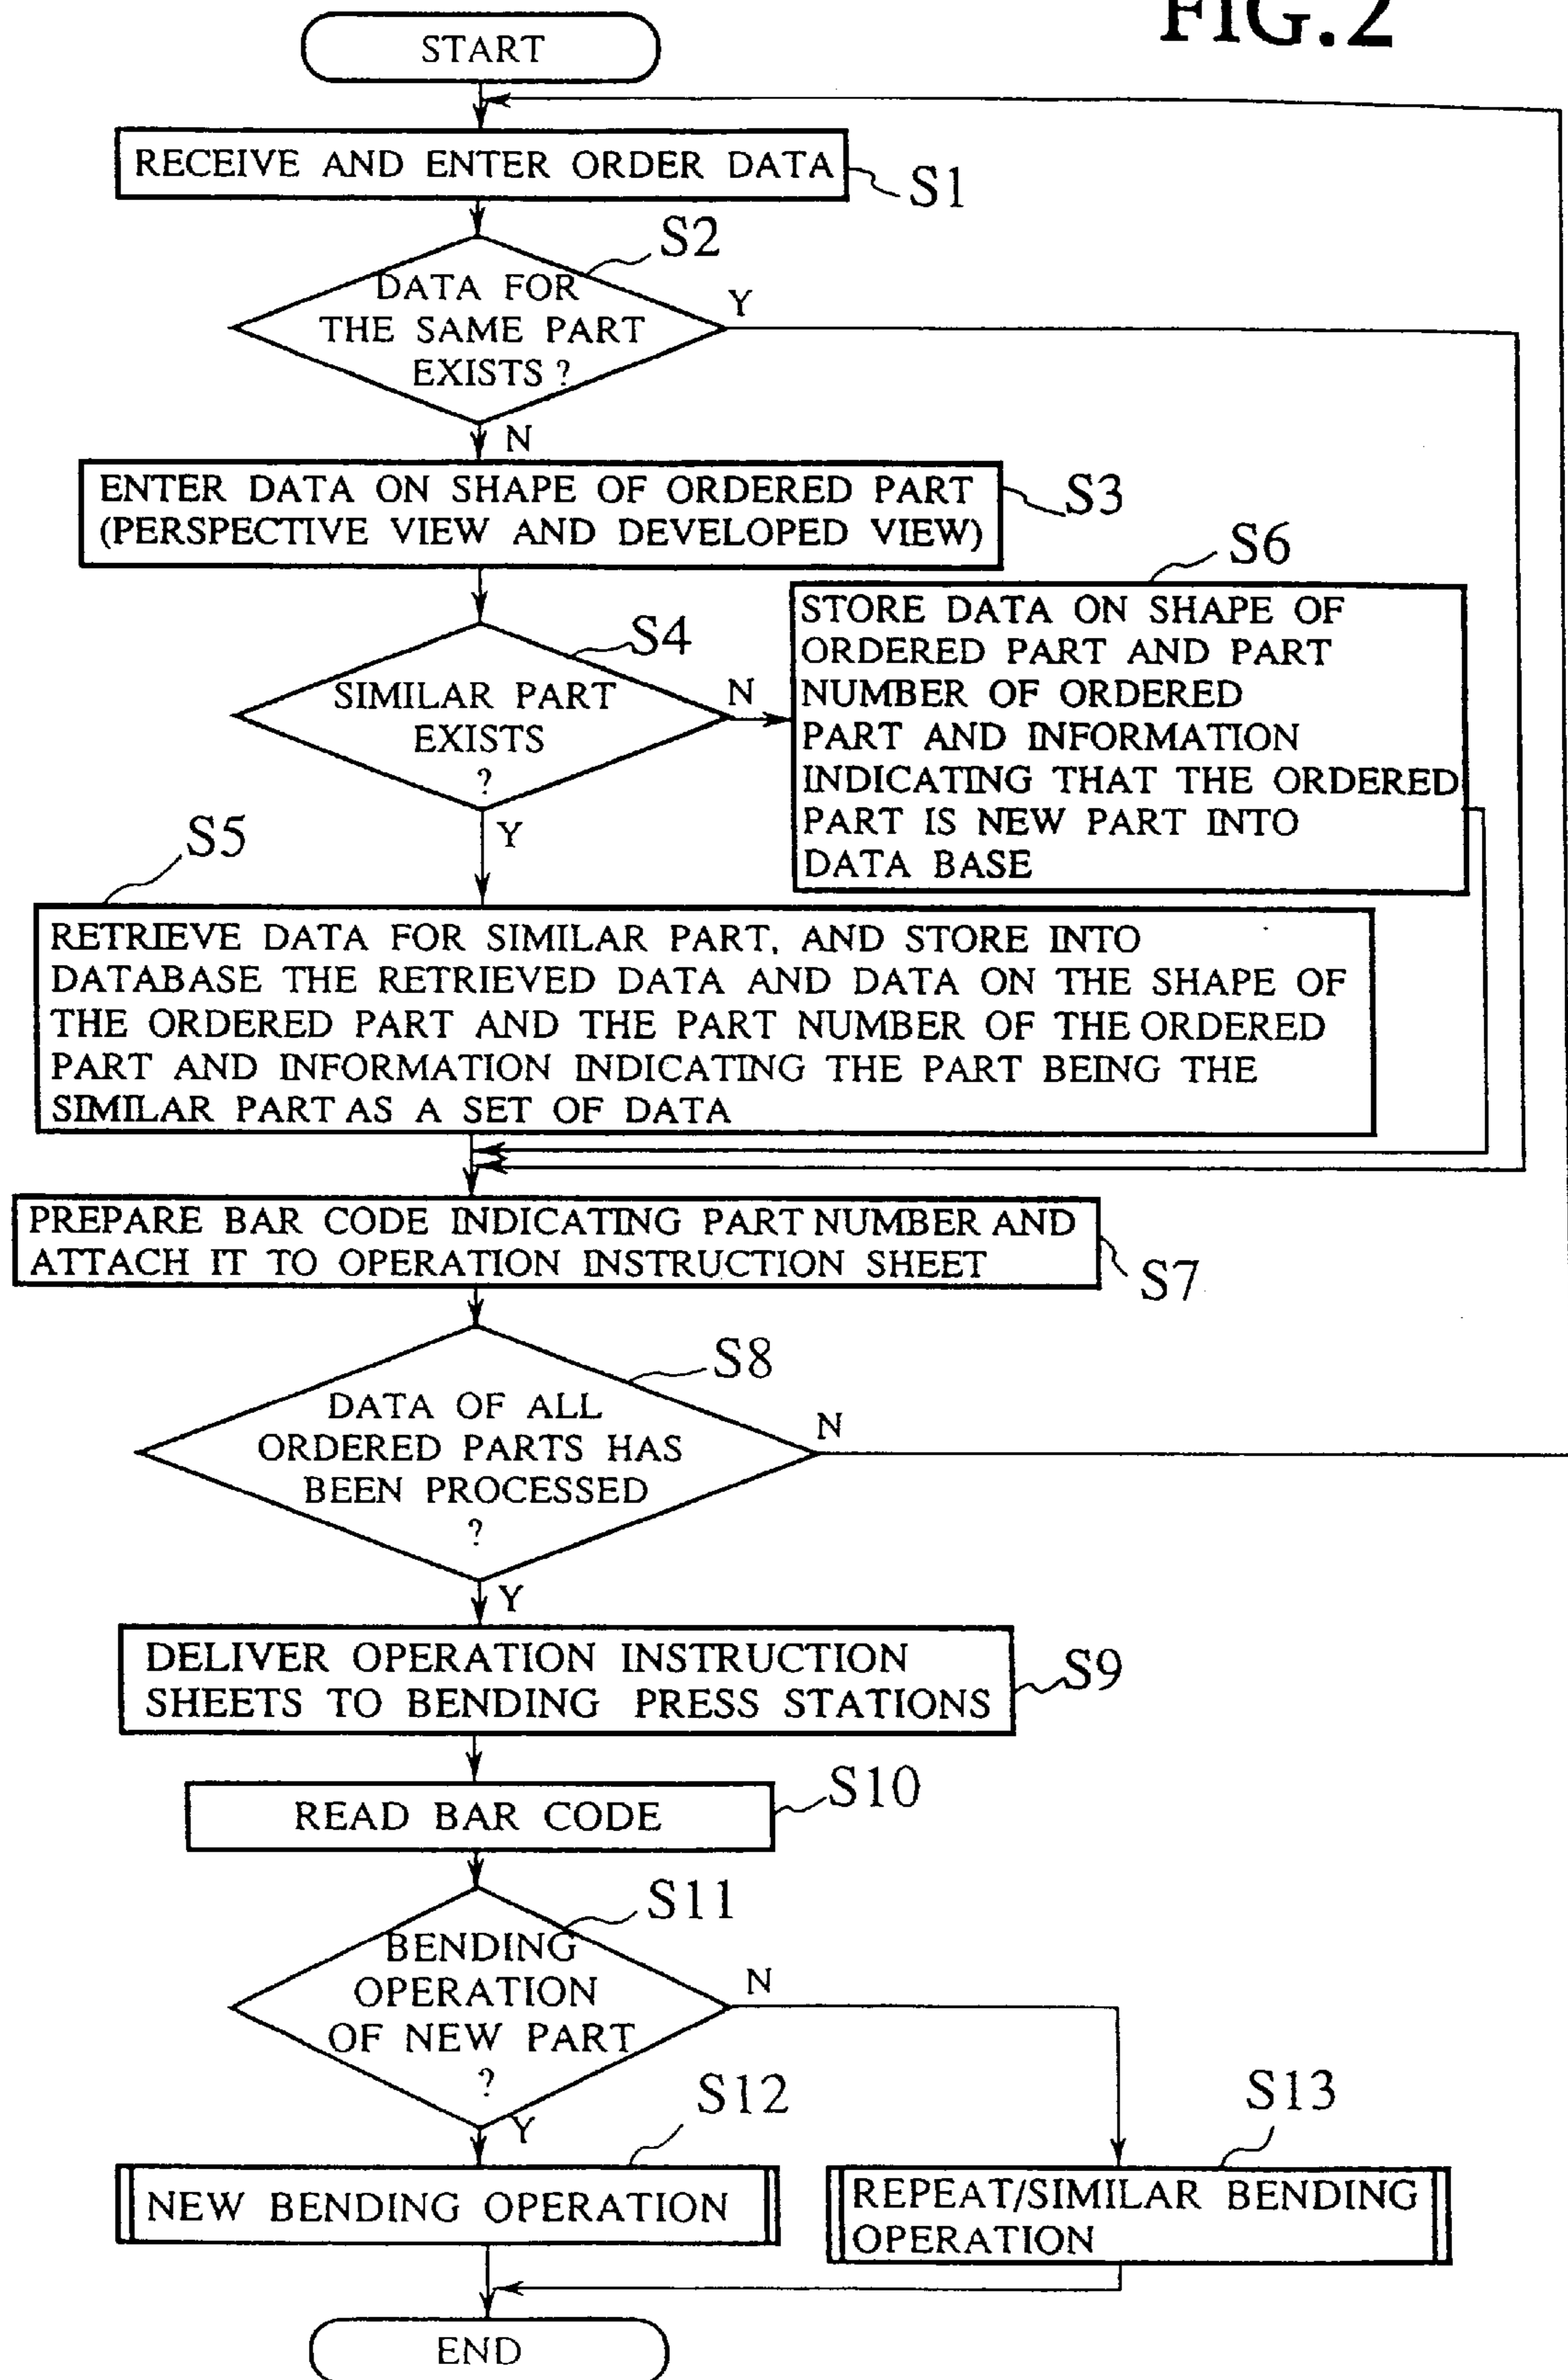 FIG.2
START
RECEIVE AND ENTER ORDER DATA
S1
S2
DATA FOR
THE SAME PART
EXISTS ?
Y
N
ENTER DATA ON SHAPE OF ORDERED PART
(PERSPECTIVE VIEW AND DEVELOPED VIEW)
S3
S4
SIMILAR PART
EXISTS
?
N
Y
S6
STORE DATA ON SHAPE OF
ORDERED PART AND PART
NUMBER OF ORDERED
PART AND INFORMATION
INDICATING THAT THE ORDERED
PART IS NEW PART INTO
DATA BASE
S5
RETRIEVE DATA FOR SIMILAR PART, AND STORE INTO
DATABASE THE RETRIEVED DATA AND DATA ON THE SHAPE OF
THE ORDERED PART AND THE PART NUMBER OF THE ORDERED
PART AND INFORMATION INDICATING THE PART BEING THE
SIMILAR PART AS A SET OF DATA
PREPARE BAR CODE INDICATING PART NUMBER AND
ATTACH IT TO OPERATION INSTRUCTION SHEET
S7
S8
DATA OF ALL
ORDERED PARTS HAS
BEEN PROCESSED
?
N
Y
DELIVER OPERATION INSTRUCTION
SHEETS TO BENDING PRESS STATIONS
S9
READ BAR CODE
S10
S11
BENDING
OPERATION
OF NEW PART
?
N
Y
S12
NEW BENDING OPERATION
S13
REPEAT/SIMILAR BENDING
OPERATION
END